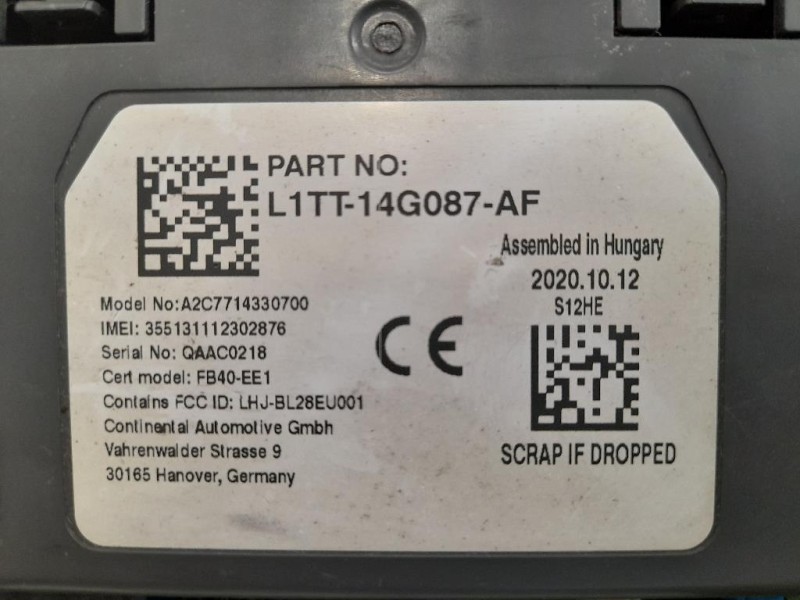 PART NO:
L1TT-14G087-AF
Assembled in Hungary
2020.10.12
S12HE
Model No:A2C7714330700
IMEI: 355131112302876
Serial No: QAAC0218
Cert model: FB40-EE1
Contains FCC ID: LHJ-BL28EU001
Continental Automotive Gmbh
Vahrenwalder Strasse 9
30165 Hanover, Germany
CE
SCRAP IF DROPPED